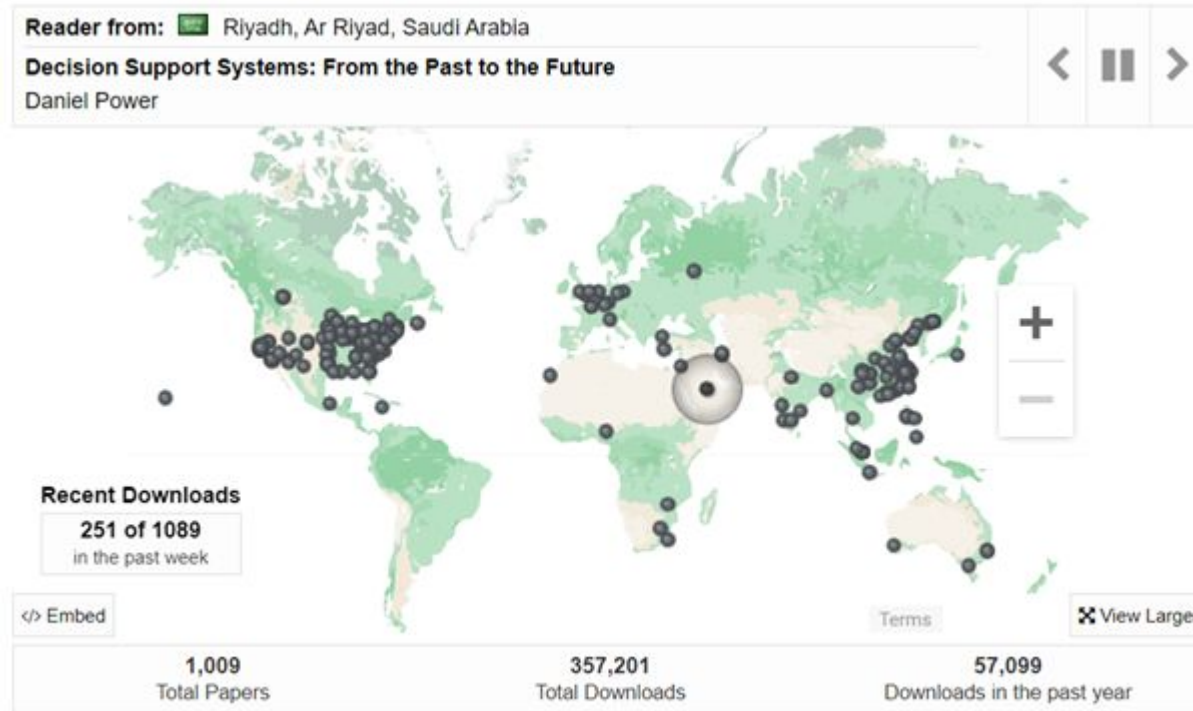 Reader from: Riyadh, Ar Riyad, Saudi Arabia
Decision Support Systems: From the Past to the Future
Daniel Power
Recent Downloads
251 of 1089
in the past week
</> Embed
Terms
View Large
1,009
Total Papers
357,201
Total Downloads
57,099
Downloads in the past year